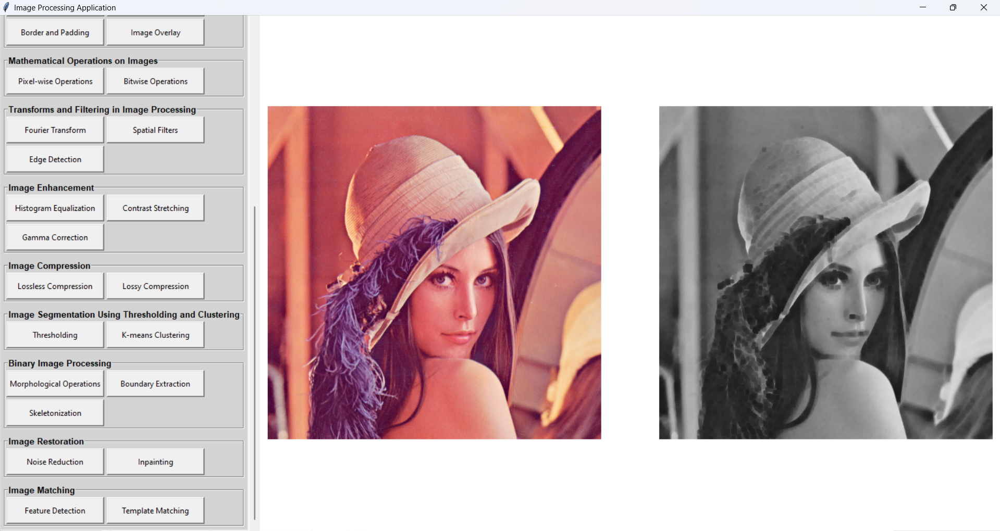 Image Processing Application
Border and Padding
Image Overlay
Mathematical Operations on Images
Pixel-wise Operations
Bitwise Operations
Transforms and Filtering in Image Processing
Fourier Transform
Spatial Filters
Edge Detection
Image Enhancement
Histogram Equalization
Contrast Stretching
Gamma Correction
Image Compression
Lossless Compression
Lossy Compression
Image Segmentation Using Thresholding and Clustering
Thresholding
K-means Clustering
Binary Image Processing
Morphological Operations
Boundary Extraction
Skeletonization
Image Restoration
Noise Reduction
Inpainting
Image Matching
Feature Detection
Template Matching